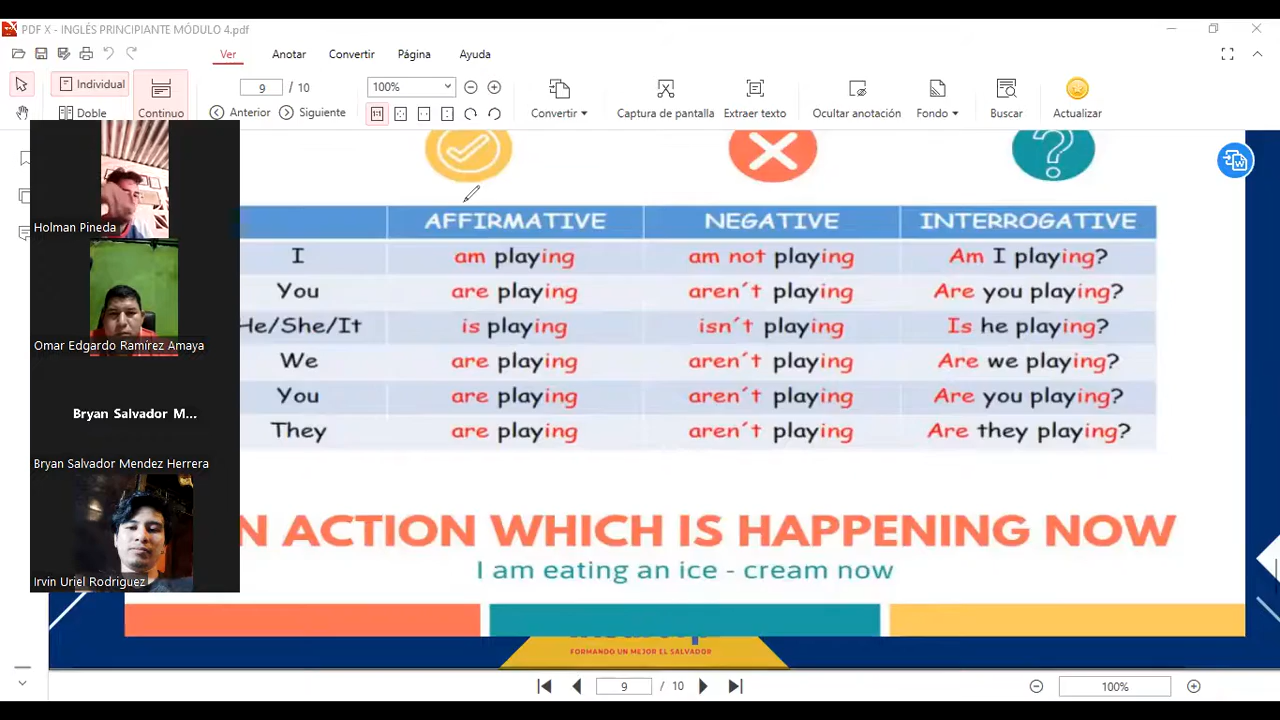 PDF X - INGLÉS PRINCIPIANTE MÓDULO 4.pdf
Ver Anotar Convertir Página Ayuda
Individual
Doble
Continuo
9 / 10
Anterior Siguiente
100%
Convertir
Captura de pantalla
Extraer texto
Ocultar anotación
Fondo
Buscar
Actualizar
Holman Pineda
Omar Edgardo Ramírez Amaya
Bryan Salvador M...
Bryan Salvador Mendez Herrera
Irvin Uriel Rodriguez
AFFIRMATIVE NEGATIVE INTERROGATIVE
I am playing am not playing Am I playing?
You are playing aren´t playing Are you playing?
He/She/It is playing isn´t playing Is he playing?
We are playing aren´t playing Are we playing?
You are playing aren´t playing Are you playing?
They are playing aren´t playing Are they playing?
N ACTION WHICH IS HAPPENING NOW
I am eating an ice - cream now
FORMANDO UN MEJOR EL SALVADOR
9 / 10
100%